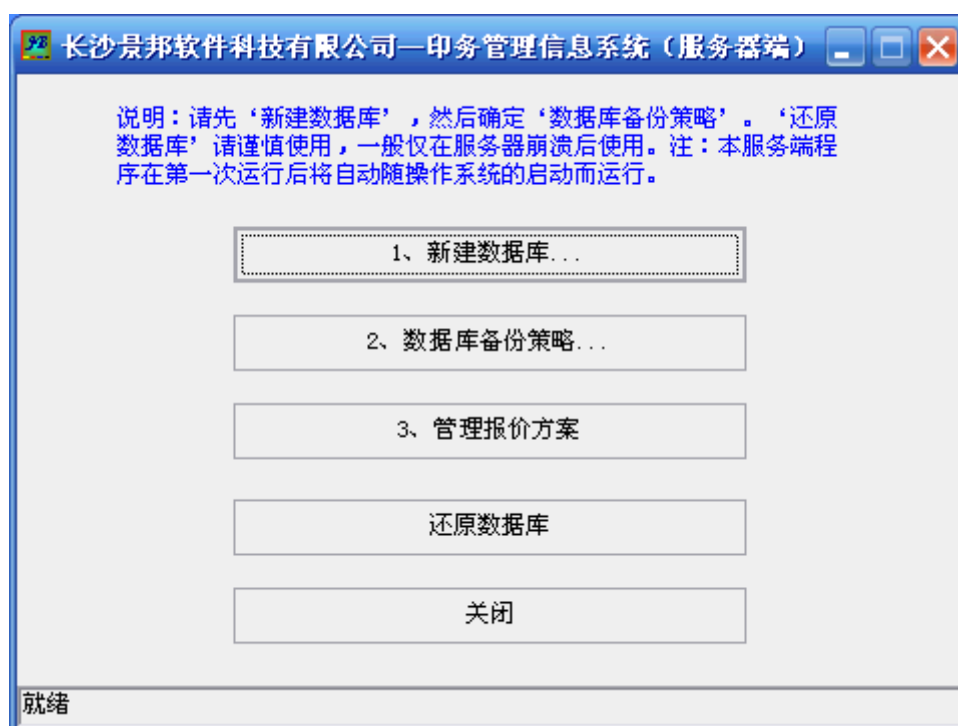 长沙景邦软件科技有限公司—印务管理信息系统（服务器端）
说明：请先‘新建数据库’，然后确定‘数据库备份策略’。‘还原
数据库’请谨慎使用，一般仅在服务器崩溃后使用。注：本服务端程
序在第一次运行后将自动随操作系统的启动而运行。
1、新建数据库...
2、数据库备份策略...
3、管理报价方案
还原数据库
关闭
就绪